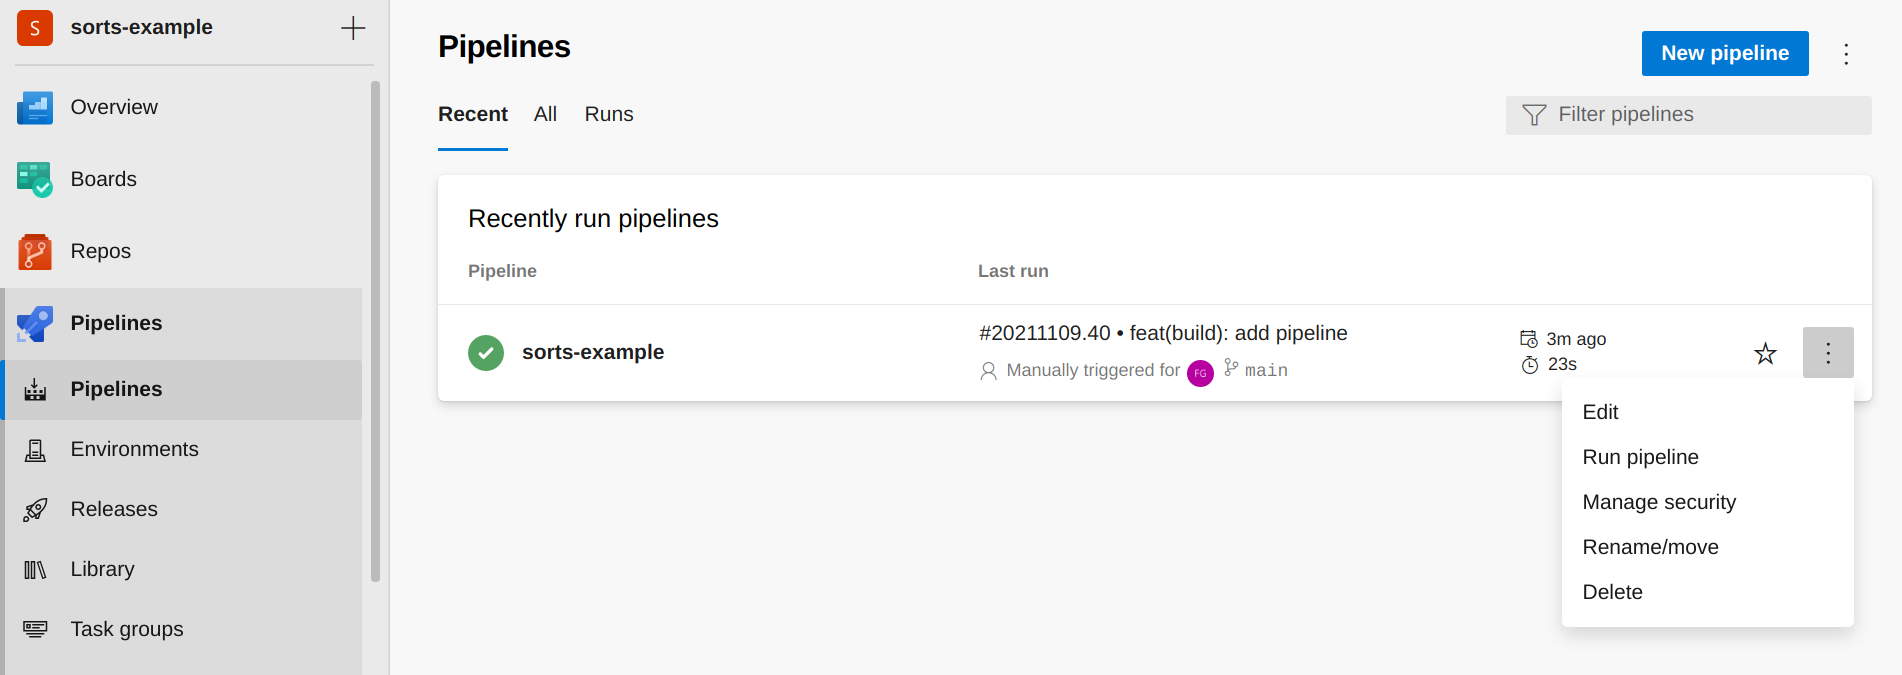 S sorts-example
Overview
Boards
Repos
Pipelines
Pipelines
Environments
Releases
Library
Task groups
Pipelines
New pipeline
Recent All Runs
Filter pipelines
Recently run pipelines
Pipeline Last run
sorts-example
#20211109.40 • feat(build): add pipeline
Manually triggered for FG main
3m ago
23s
Edit
Run pipeline
Manage security
Rename/move
Delete